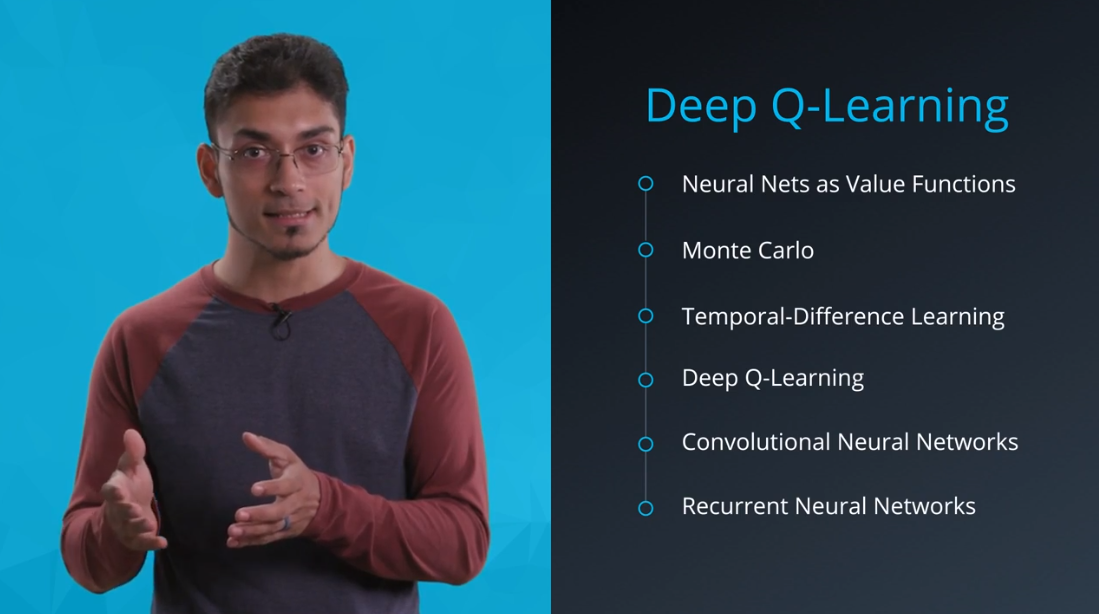 Deep Q-Learning
Neural Nets as Value Functions
Monte Carlo
Temporal-Difference Learning
Deep Q-Learning
Convolutional Neural Networks
Recurrent Neural Networks